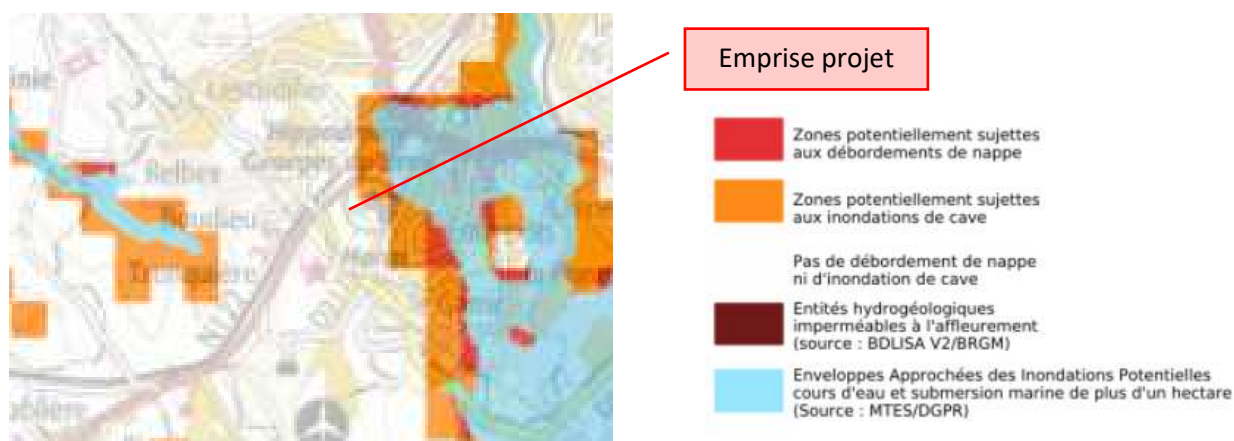 Emprise projet
Zones potentiellement sujettes
aux débordements de nappe
Zones potentiellement sujettes
aux inondations de cave
Pas de débordement de nappe
ni d'inondation de cave
Entités hydrogéologiques
imperméables à l'affleurement
(source : BDLISA V2/BRGM)
Enveloppes Approchées des Inondations Potentielles
cours d'eau et submersion marine de plus d'un hectare
(Source : MTES/DGPR)